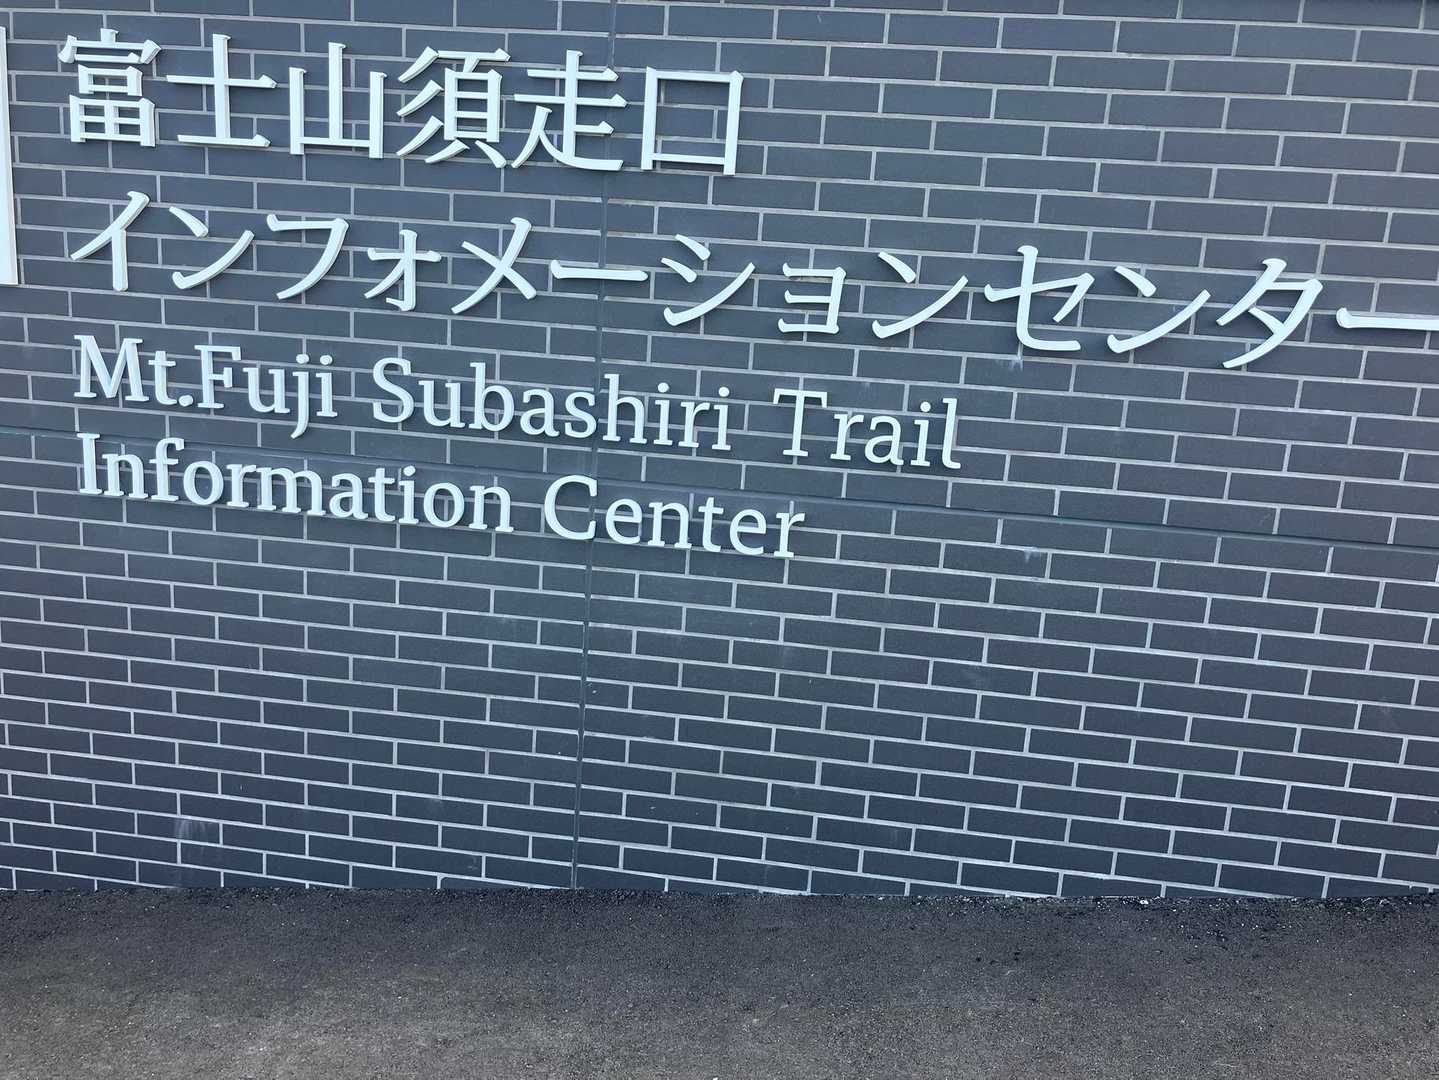 富士山須走口
インフォメーションセンター
Mt.Fuji Subashiri Trail
Information Center